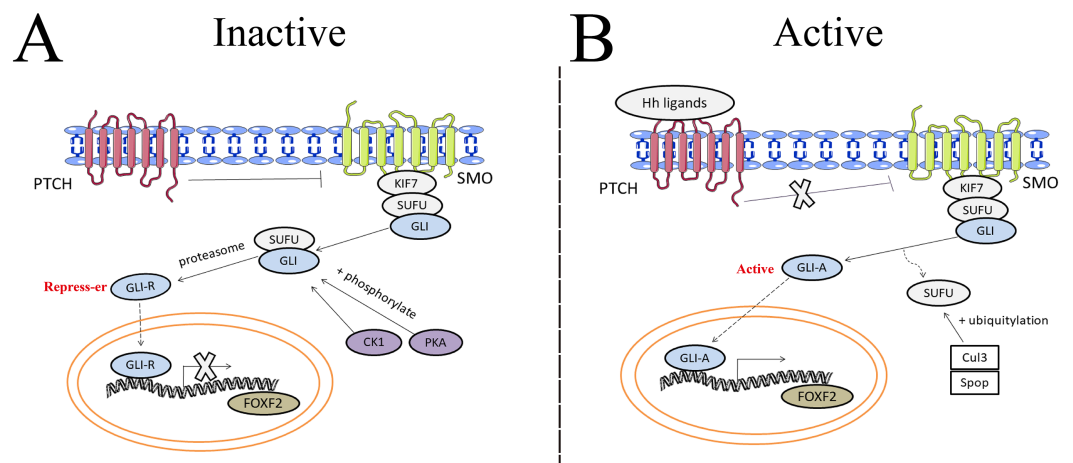 A
Inactive
PTCH
SMO
KIF7
SUFU
GLI
SUFU
GLI
proteasome
Repress-er
GLI-R
+ phosphorylate
CK1
PKA
GLI-R
X
FOXF2
B
Active
Hh ligands
PTCH
SMO
KIF7
SUFU
GLI
X
Active
GLI-A
SUFU
+ ubiquitylation
Cul3
Spop
GLI-A
FOXF2